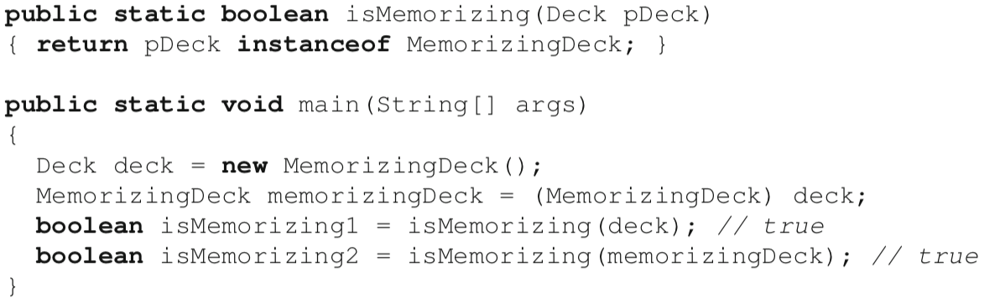 public static boolean isMemorizing(Deck pDeck)
{ return pDeck instanceof MemorizingDeck; }

public static void main(String[] args)
{
  Deck deck = new MemorizingDeck();
  MemorizingDeck memorizingDeck = (MemorizingDeck) deck;
  boolean isMemorizing1 = isMemorizing(deck); // true
  boolean isMemorizing2 = isMemorizing(memorizingDeck); // true
}